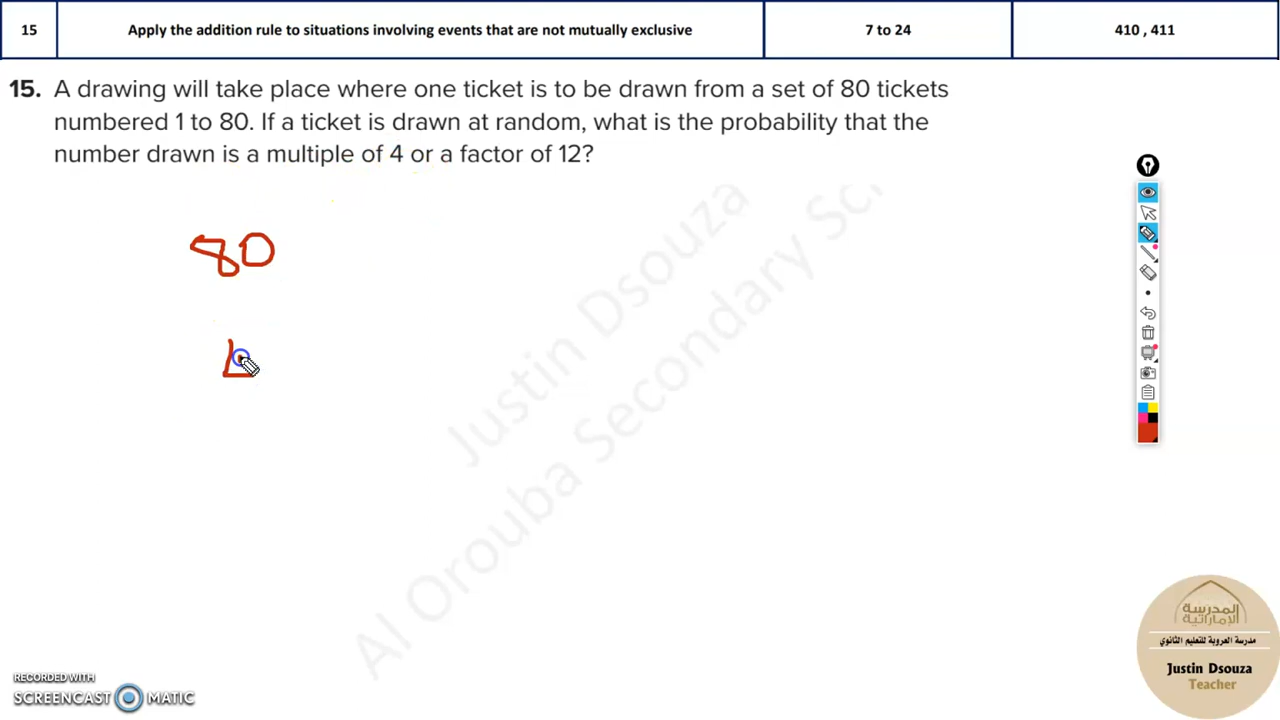 15 Apply the addition rule to situations involving events that are not mutually exclusive 7 to 24 410 , 411
15. A drawing will take place where one ticket is to be drawn from a set of 80 tickets
numbered 1 to 80. If a ticket is drawn at random, what is the probability that the
number drawn is a multiple of 4 or a factor of 12?
80
Justin Dsouza
Al Orouba Secondary Sc
المدرسة
الإماراتية
مدرسة العروبة للتعليم الثانوي
Justin Dsouza
Teacher
RECORDED WITH
SCREENCAST MATIC